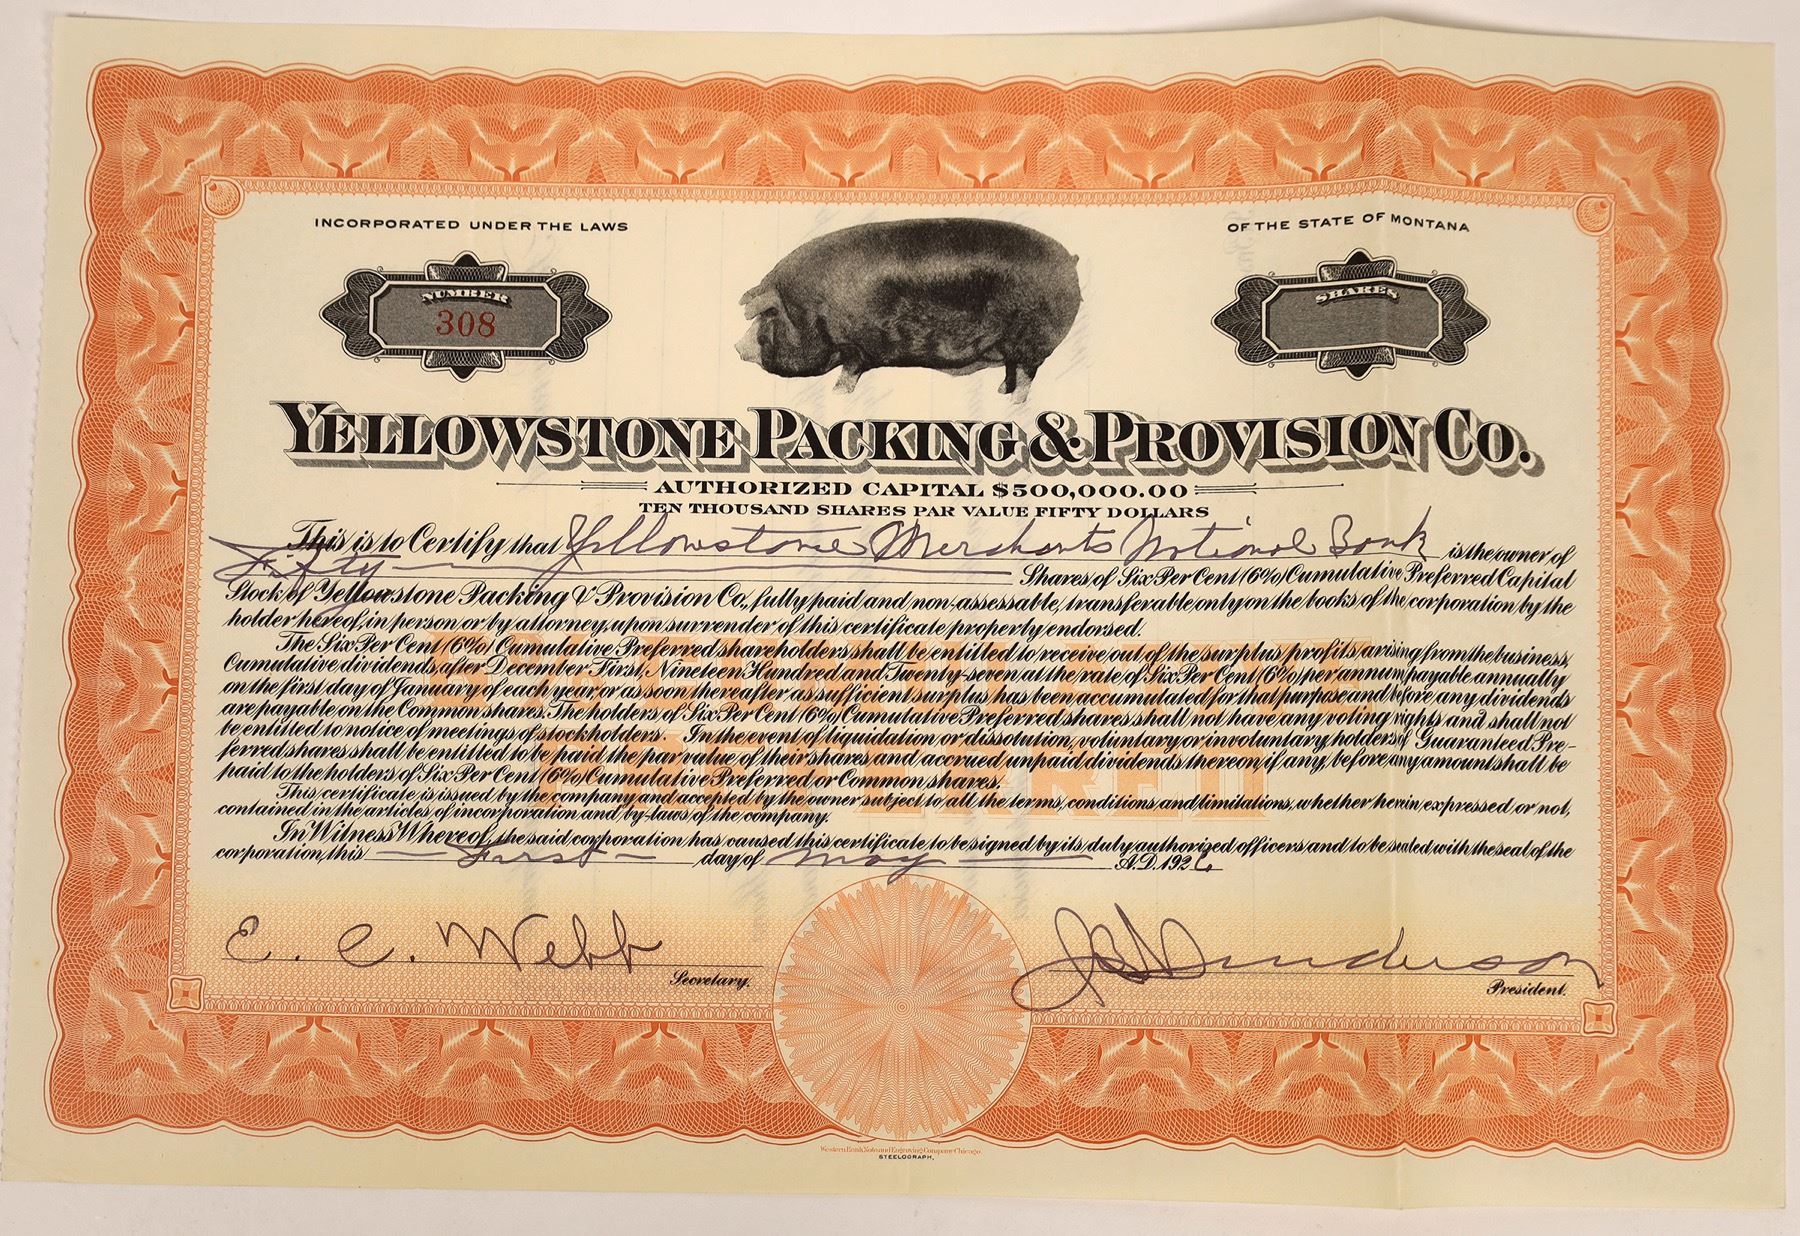 INCORPORATED UNDER THE LAWS
OF THE STATE OF MONTANA
NUMBER
308
SHARES
YELLOWSTONE PACKING & PROVISION CO.
AUTHORIZED CAPITAL $500,000.00
TEN THOUSAND SHARES PAR VALUE FIFTY DOLLARS
This is to Certify that Yellowstone Merchants National Bank is the owner of
Fifty Shares of Six Per Cent (6%) Cumulative Preferred Capital
Stock of Yellowstone Packing & Provision Co., fully paid and non-assessable, transferable only on the books of the corporation by the
holder hereof, in person or by attorney, upon surrender of this certificate property endorsed.
The Six Per Cent (6%) Cumulative Preferred shareholders shall be entitled to receive out of the surplus profits arising from the business,
Cumulative dividends, after December First, Nineteen Hundred and Twenty-seven at the rate of Six Per Cent (6%) per annum payable annually
on the first day of January of each year, or as soon thereafter as sufficient surplus has been accumulated for that purpose and before any dividends
are payable on the Common shares. The holders of Six Per Cent (6%) Cumulative Preferred shares shall not have any voting rights and shall not
be entitled to notice of meetings of stockholders. In the event of liquidation or dissolution, voluntary or involuntary, holders of Guaranteed Pre-
ferred shares shall be entitled to be paid the par value of their shares and accrued unpaid dividends thereon, if any, before any amount shall be
paid to the holders of Six Per Cent (6%) Cumulative Preferred or Common shares.
This certificate is issued by the company and accepted by the owner subject to all the terms, conditions and limitations, whether herein expressed or not,
contained in the articles of incorporation and by-laws of the company.
In Witness Whereof, the said corporation has caused this certificate to be signed by its duly authorized officers and to be sealed with the seal of the
corporation, this First day of May A.D. 1926
E. C. Webb
Secretary.
President.
Western Bank Note and Engraving Company Chicago.
STEELOGRAPH.